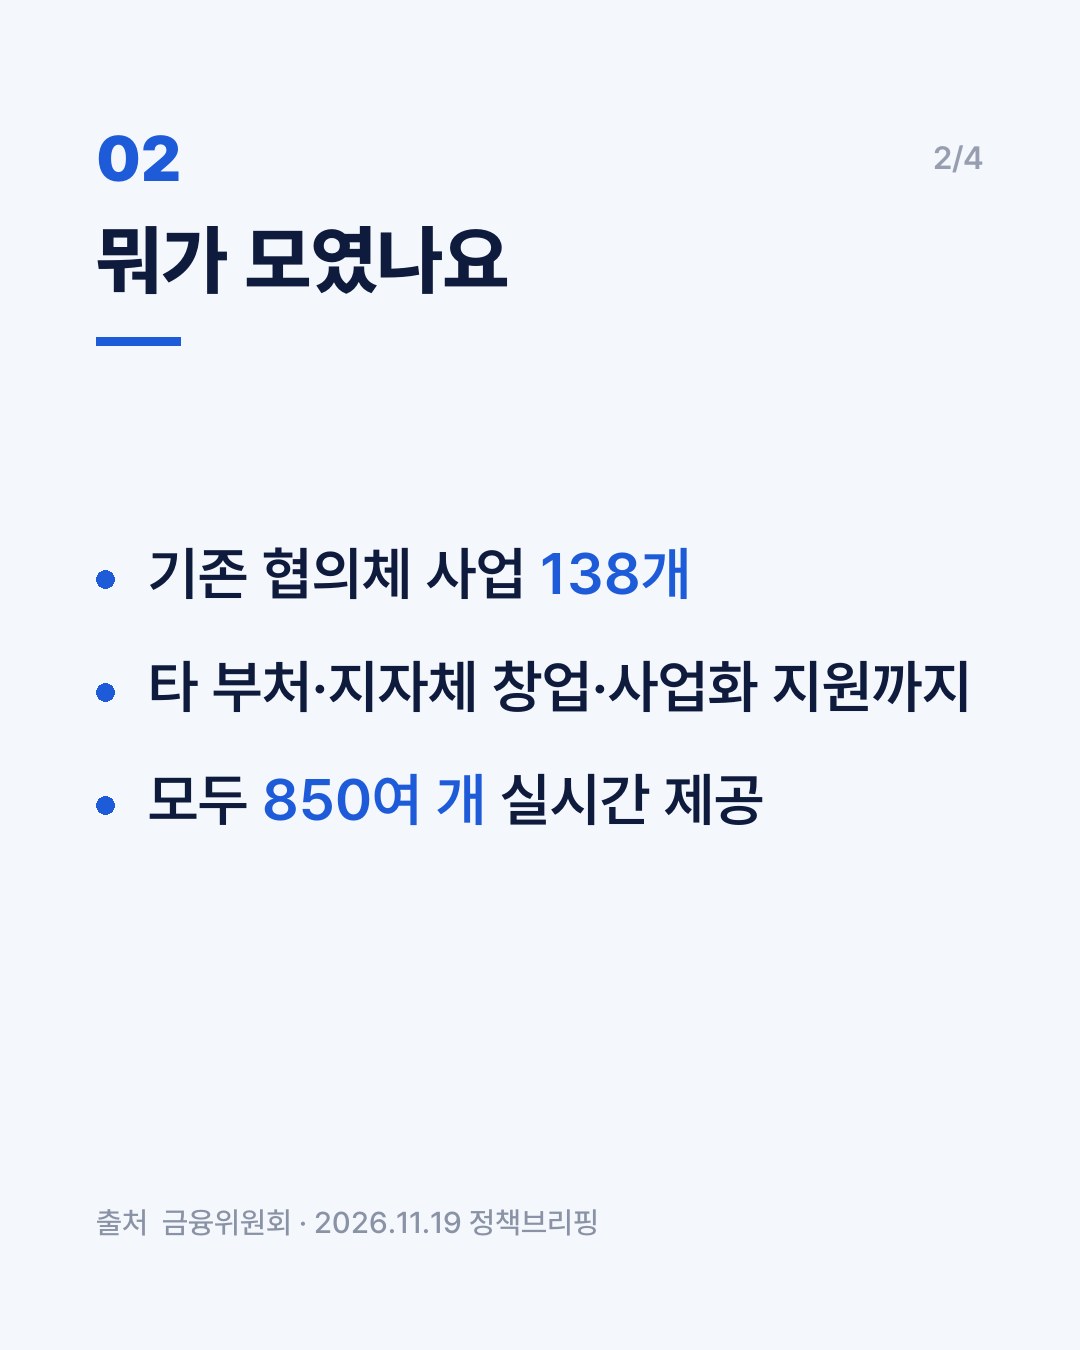 02
2/4
뭐가 모였나요
• 기존 협의체 사업 138개
• 타 부처·지자체 창업·사업화 지원까지
• 모두 850여 개 실시간 제공
출처 금융위원회 · 2026.11.19 정책브리핑